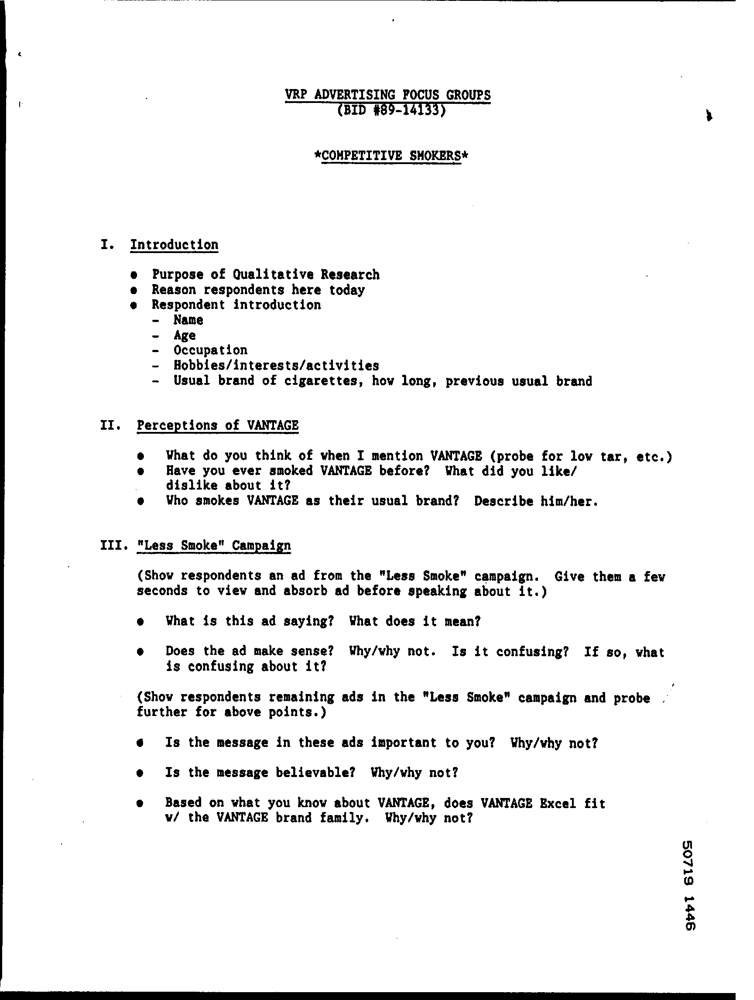 VRP ADVERTISING FOCUS GROUPS
(BID #89-14133)
*COMPETITIVE SMOKERS*
I. Introduction
• Purpose of Qualitative Research
• Reason respondents here today
• Respondent introduction
- Name
- Age
- Occupation
- Hobbies/interests/activities
- Usual brand of cigarettes, how long, previous usual brand
II. Perceptions of VANTAGE
• What do you think of when I mention VANTAGE (probe for low tar, etc.)
• Have you ever smoked VANTAGE before? What did you like/
dislike about it?
• Who smokes VANTAGE as their usual brand? Describe him/her.
III. "Less Smoke" Campaign
(Show respondents an ad from the "Less Smoke" campaign. Give them a few
seconds to view and absorb ad before speaking about it.)
• What is this ad saying? What does it mean?
• Does the ad make sense? Why/why not. Is it confusing? If so, what
is confusing about it?
(Show respondents remaining ads in the "Less Smoke" campaign and probe
further for above points.)
• Is the message in these ads important to you? Why/why not?
• Is the message believable? Why/why not?
• Based on what you know about VANTAGE, does VANTAGE Excel fit
w/ the VANTAGE brand family. Why/why not?
50719 1446